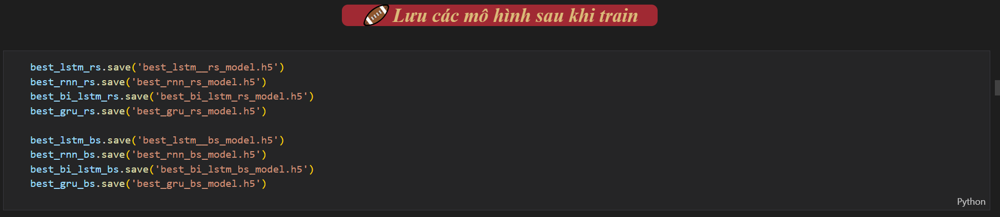 Lưu các mô hình sau khi train
best_lstm_rs.save('best_lstm__rs_model.h5')
best_rnn_rs.save('best_rnn_rs_model.h5')
best_bi_lstm_rs.save('best_bi_lstm_rs_model.h5')
best_gru_rs.save('best_gru_rs_model.h5')
best_lstm_bs.save('best_lstm__bs_model.h5')
best_rnn_bs.save('best_rnn_bs_model.h5')
best_bi_lstm_bs.save('best_bi_lstm_bs_model.h5')
best_gru_bs.save('best_gru_bs_model.h5')
Python